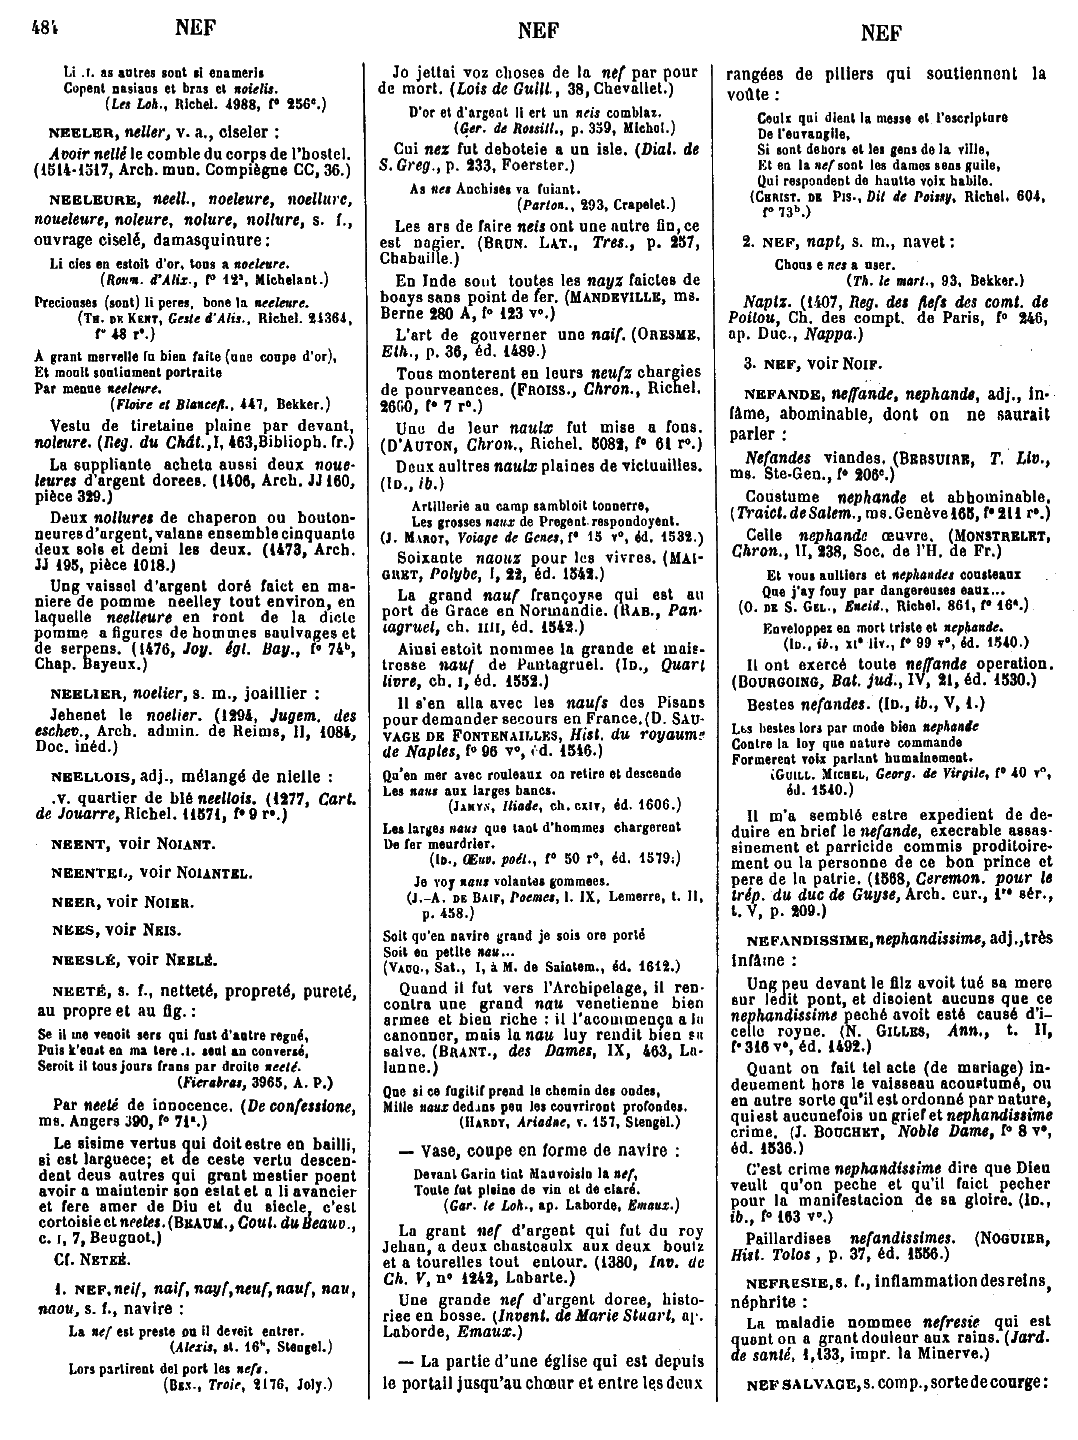 484 NEF NEF NEF
Li .I. as autres sont si enameris
Copent nasians et bras et noielis.
(Les Loh., Richel. 4988, f° 256ᶜ.)
NEELER, neller, v. a., ciseler :
Avoir nellé le comble du corps de l'hostel.
(1514-1517, Arch. mun. Compiègne CC, 36.)
NEELEURE, neell., noeleure, noellure,
noueleure, noleure, nolure, nollure, s. f.,
ouvrage ciselé, damasquinure :
Li cles en estoit d'or, tous a noeleure.
(Roum. d'Alix., f° 12ᵃ, Michelant.)
Precionses (sont) li peres, bone la neeleure.
(TH. DE KENT, Geste d'Alis., Richel. 24364,
f° 48 r°.)
A grant merveille fu bien faite (une coupe d'or),
Et moult soutiument portraite
Par menue neeleure.
(Floire et Blancefl., 447, Bekker.)
Vestu de tiretaine plaine par devant,
noleure. (Reg. du Chât., I, 463, Biblioph. fr.)
La suppliante acheta aussi deux noue-
leures d'argent dorees. (1406, Arch. JJ 160,
pièce 329.)
Deux nollures de chaperon ou bouton-
neures d'argent, valans ensemble cinquante
deux sols et demi les deux. (1473, Arch.
JJ 195, pièce 1018.)
Ung vaissel d'argent doré faict en ma-
niere de pomme neelley tout environ, en
laquelle neelleure en ront de la dicte
pomme a figures de hommes saulvages et
de serpens. (1476, Joy. égl. Bay., f° 74ᵇ,
Chap. Bayeux.)
NEELIER, noelier, s. m., joaillier :
Jehenet le noelier. (1294, Jugem. des
eschev., Arch. admin. de Reims, II, 1084,
Doc. inéd.)
NEELLOIS, adj., mélangé de nielle :
.V. quartier de blé neellois. (1277, Cart.
de Jouarre, Richel. 11571, f° 9 r°.)
NEENT, voir NOIANT.
NEENTEL, voir NOIANTEL.
NEER, voir NOIER.
NEES, voir NEIS.
NEESLÉ, voir NEELÉ.
NEETÉ, s. f., netteté, propreté, pureté,
au propre et au fig. :
Se il me venoit sers qui fust d'autre regné,
Puis k'eust en ma tere .I. seul an conversé,
Seroit il tous jours frans par droite neeté.
(Fierabras, 3965, A. P.)
Par neeté de innocence. (De confessione,
ms. Angers 390, f° 71ᵃ.)
Le sisime vertus qui doit estre en bailli,
si est larguece; et de ceste vertu descen-
dent deus autres qui grant mestier poent
avoir a maintenir son estat et a li avancier
et fere amer de Diu et du siecle, c'est
cortoisie et neetes. (BEAUM., Cout. du Beauv.,
c. I, 7, Beugnot.)
Cf. NETEÉ.
1. NEF, neif, naif, nayf, neuf, nauf, nau,
naou, s. f., navire :
La nef est preste ou il deveit entrer.
(Alexis, st. 16ᵇ, Stengel.)
Lors partirent del port les nefs.
(BEN., Troie, 2176, Joly.)
Jo jettai voz choses de la nef par pour
de mort. (Lois de Guill., 38, Chevallet.)
D'or et d'argent li ert un neis comblaz.
(Ger. de Rossill., p. 359, Michel.)
Cui nez fut deboteie a un isle. (Dial. de
S. Greg., p. 233, Foerster.)
As nes Anchises va fuiant.
(Parton., 293, Crapelet.)
Les ars de faire neis ont une autre fin, ce
est nagier. (BRUN. LAT., Tres., p. 257,
Chabaille.)
En Inde sont toutes les nayz faictes de
boays sans point de fer. (MANDEVILLE, ms.
Berne 280 A, f° 123 v°.)
L'art de gouverner une naif. (ORESME,
Eth., p. 36, éd. 1489.)
Tous monterent en leurs neufz chargies
de pourveances. (FROISS., Chron., Richel.
2660, f° 7 r°.)
Une de leur naulx fut mise a fons.
(D'AUTON, Chron., Richel. 5082, f° 61 r°.)
Deux aultres naulx plaines de victuailles.
(ID., ib.)
Artillerie au camp sambloit tonnerre,
Les grosses naux de Pregent respondoyent.
(J. MAROT, Voiage de Genes, f° 15 v°, éd. 1532.)
Soixante naoux pour les vivres. (MAI-
GRET, Polybe, I, 22, éd. 1542.)
La grand nauf françoyse qui est au
port de Grace en Normandie. (RAB., Pan-
tagruel, ch. IIII, éd. 1542.)
Ainsi estoit nommee la grande et mais-
tresse nauf de Pantagruel. (ID., Quart
livre, ch. I, éd. 1552.)
Il s'en alla avec les naufs des Pisans
pour demander secours en France. (D. SAU-
VAGE DE FONTENAILLES, Hist. du royaume
de Naples, f° 96 v°, éd. 1546.)
Qu'en mer avec rouleaux on retire et descende
Les naus aux larges bancs.
(JAMYN, Iliade, ch. CXIV, éd. 1606.)
Les larges naus que tant d'hommes chargerent
De fer meurdrier.
(ID., Œuv. poét., f° 50 r°, éd. 1579.)
Je voy naus volantes gommees.
(J.-A. DE BAIF, Poemes, l. IX, Lemerre, t. II,
p. 458.)
Soit qu'en navire grand je sois ore porté
Soit en petite nau...
(VAUQ., Sat., I, à M. de Saintem., éd. 1612.)
Quand il fut vers l'Archipelage, il ren-
contra une grand nau venetienne bien
armee et bien riche : il l'acommença a la
canonner, mais la nau luy rendit bien sa
salve. (BRANT., des Dames, IX, 463, La-
lanne.)
Que si ce fugitif prend le chemin des ondes,
Mille naux dedans peu les couvriront profondes.
(HARDY, Ariadne, v. 157, Stengel.)
— Vase, coupe en forme de navire :
Devant Garin tint Mauvoisin la nef,
Toute fut pleine de vin et de claré.
(Gar. le Loh., ap. Laborde, Emaux.)
La grant nef d'argent qui fut du roy
Jehan, a deux chasteaulx aux deux boutz
et a tourelles tout entour. (1380, Inv. de
Ch. V, n° 1242, Labarte.)
Une grande nef d'argent doree, histo-
riee en bosse. (Invent. de Marie Stuart, ap.
Laborde, Emaux.)
— La partie d'une église qui est depuis
le portail jusqu'au chœur et entre les deux
rangées de piliers qui soutiennent la
voûte :
Ceulx qui dient la messe et l'escripture
De l'euvangile,
Si sont dehors et les gens de la ville,
Et en la nef sont les dames sens guile,
Qui respondent de haulte voix habile.
(CHRIST. DE PIS., Dit de Poissy, Richel. 604,
f° 73ᵇ.)
2. NEF, napt, s. m., navet :
Chous e nes a user.
(Th. le mart., 93, Bekker.)
Naptz. (1407, Reg. des fiefs des comt. de
Poitou, Ch. des compt. de Paris, f° 246,
ap. Duc., Nappa.)
3. NEF, voir NOIF.
NEFANDE, neffande, nephande, adj., in-
fâme, abominable, dont on ne saurait
parler :
Nefandes viandes. (BERSUIRE, T. Liv.,
ms. Ste-Gen., f° 206ᶜ.)
Coustume nephande et abhominable.
(Traict. de Salem., ms. Genève 165, f° 211 r°.)
Celle nephande œuvre. (MONSTRELET,
Chron., II, 238, Soc. de l'H. de Fr.)
Et vous aultiers et nephandes cousteaux
Que j'ay fouy par dangereuses eaux...
(O. DE S. GEL., Eneid., Richel. 861, f° 16ᵃ.)
Enveloppez en mort triste et nephande.
(ID., ib., XIᵉ liv., f° 99 v°, éd. 1540.)
Il ont exercé toute neffande operation.
(BOURGOING, Bat. Jud., IV, 21, éd. 1530.)
Bestes nefandes. (ID., ib., V, 1.)
Les bestes lors par mode bien nephande
Contre la loy que nature commande
Formerent voix parlant humainement.
(GUILL. MICHEL, Georg. de Virgile, f° 40 v°,
éd. 1540.)
Il m'a semblé estre expedient de de-
duire en brief le nefande, execrable assas-
sinement et parricide commis proditoire-
ment ou la personne de ce bon prince et
pere de la patrie. (1568, Ceremon. pour le
trép. du duc de Guyse, Arch. cur., 1ʳᵉ sér.,
t. V, p. 209.)
NEFANDISSIME, nephandissime, adj., très
infâme :
Ung peu devant le filz avoit tué sa mere
sur ledit pont, et disoient aucuns que ce
nephandissime peché avoit esté causé d'i-
celle royne. (N. GILLES, Ann., t. II,
f° 316 v°, éd. 1492.)
Quant on fait tel acte (de mariage) in-
deuement hors le vaisseau acoustumé, ou
en autre sorte qu'il est ordonné par nature,
qui est aucunefois un grief et nephandissime
crime. (J. BOUCHET, Noble Dame, f° 8 v°,
éd. 1536.)
C'est crime nephandissime dire que Dieu
veult qu'on peche et qu'il faict pecher
pour la manifestacion de sa gloire. (ID.,
ib., f° 163 v°.)
Paillardises nefandissimes. (NOGUIER,
Hist. Tolos, p. 37, éd. 1556.)
NEFRESIE, s. f., inflammation des reins,
néphrite :
La maladie nommee nefresie qui est
quant on a grant douleur aux rains. (Jard.
de santé, 1,133, impr. la Minerve.)
NEF SALVAGE, s. comp., sorte de courge :